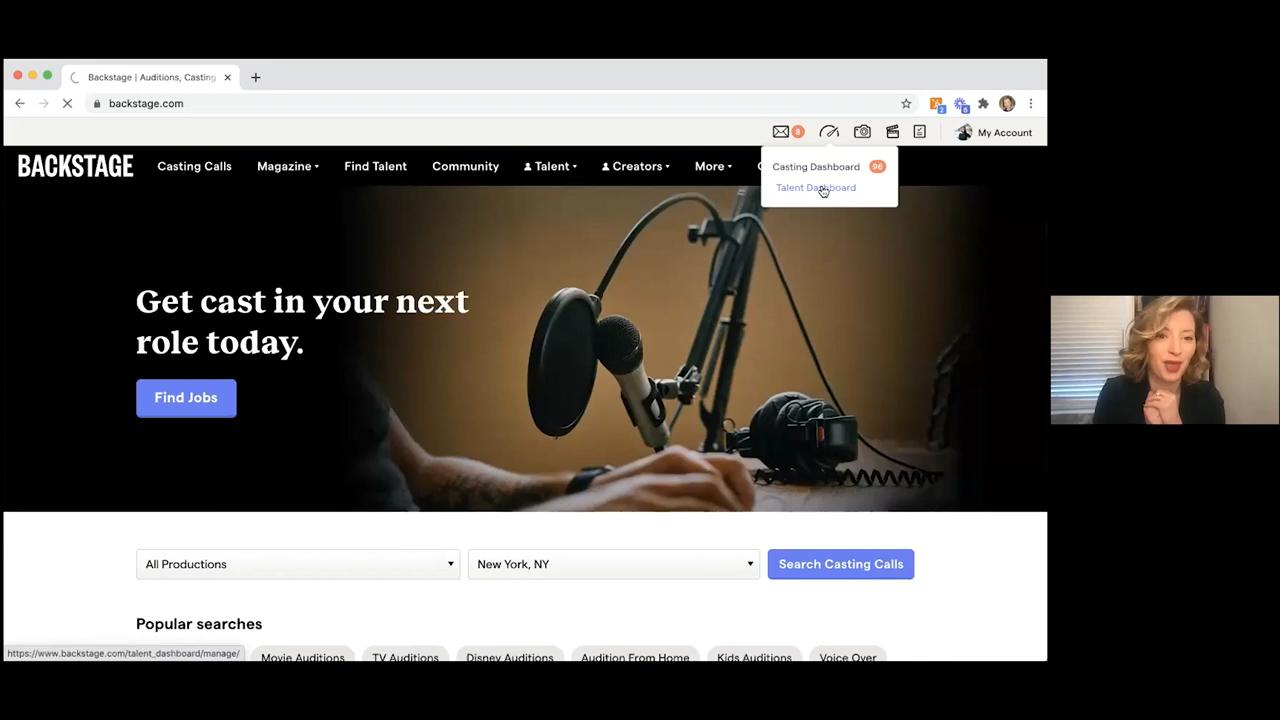 Backstage | Auditions, Casting
backstage.com
2
6
8
My Account
BACKSTAGE
Casting Calls
Magazine
Find Talent
Community
Talent
Creators
More
Casting Dashboard
96
Talent Dashboard
Get cast in your next
role today.
Find Jobs
All Productions
New York, NY
Search Casting Calls
Popular searches
https://www.backstage.com/talent_dashboard/manage/
Movie Auditions
TV Auditions
Disney Auditions
Audition From Home
Kids Auditions
Voice Over